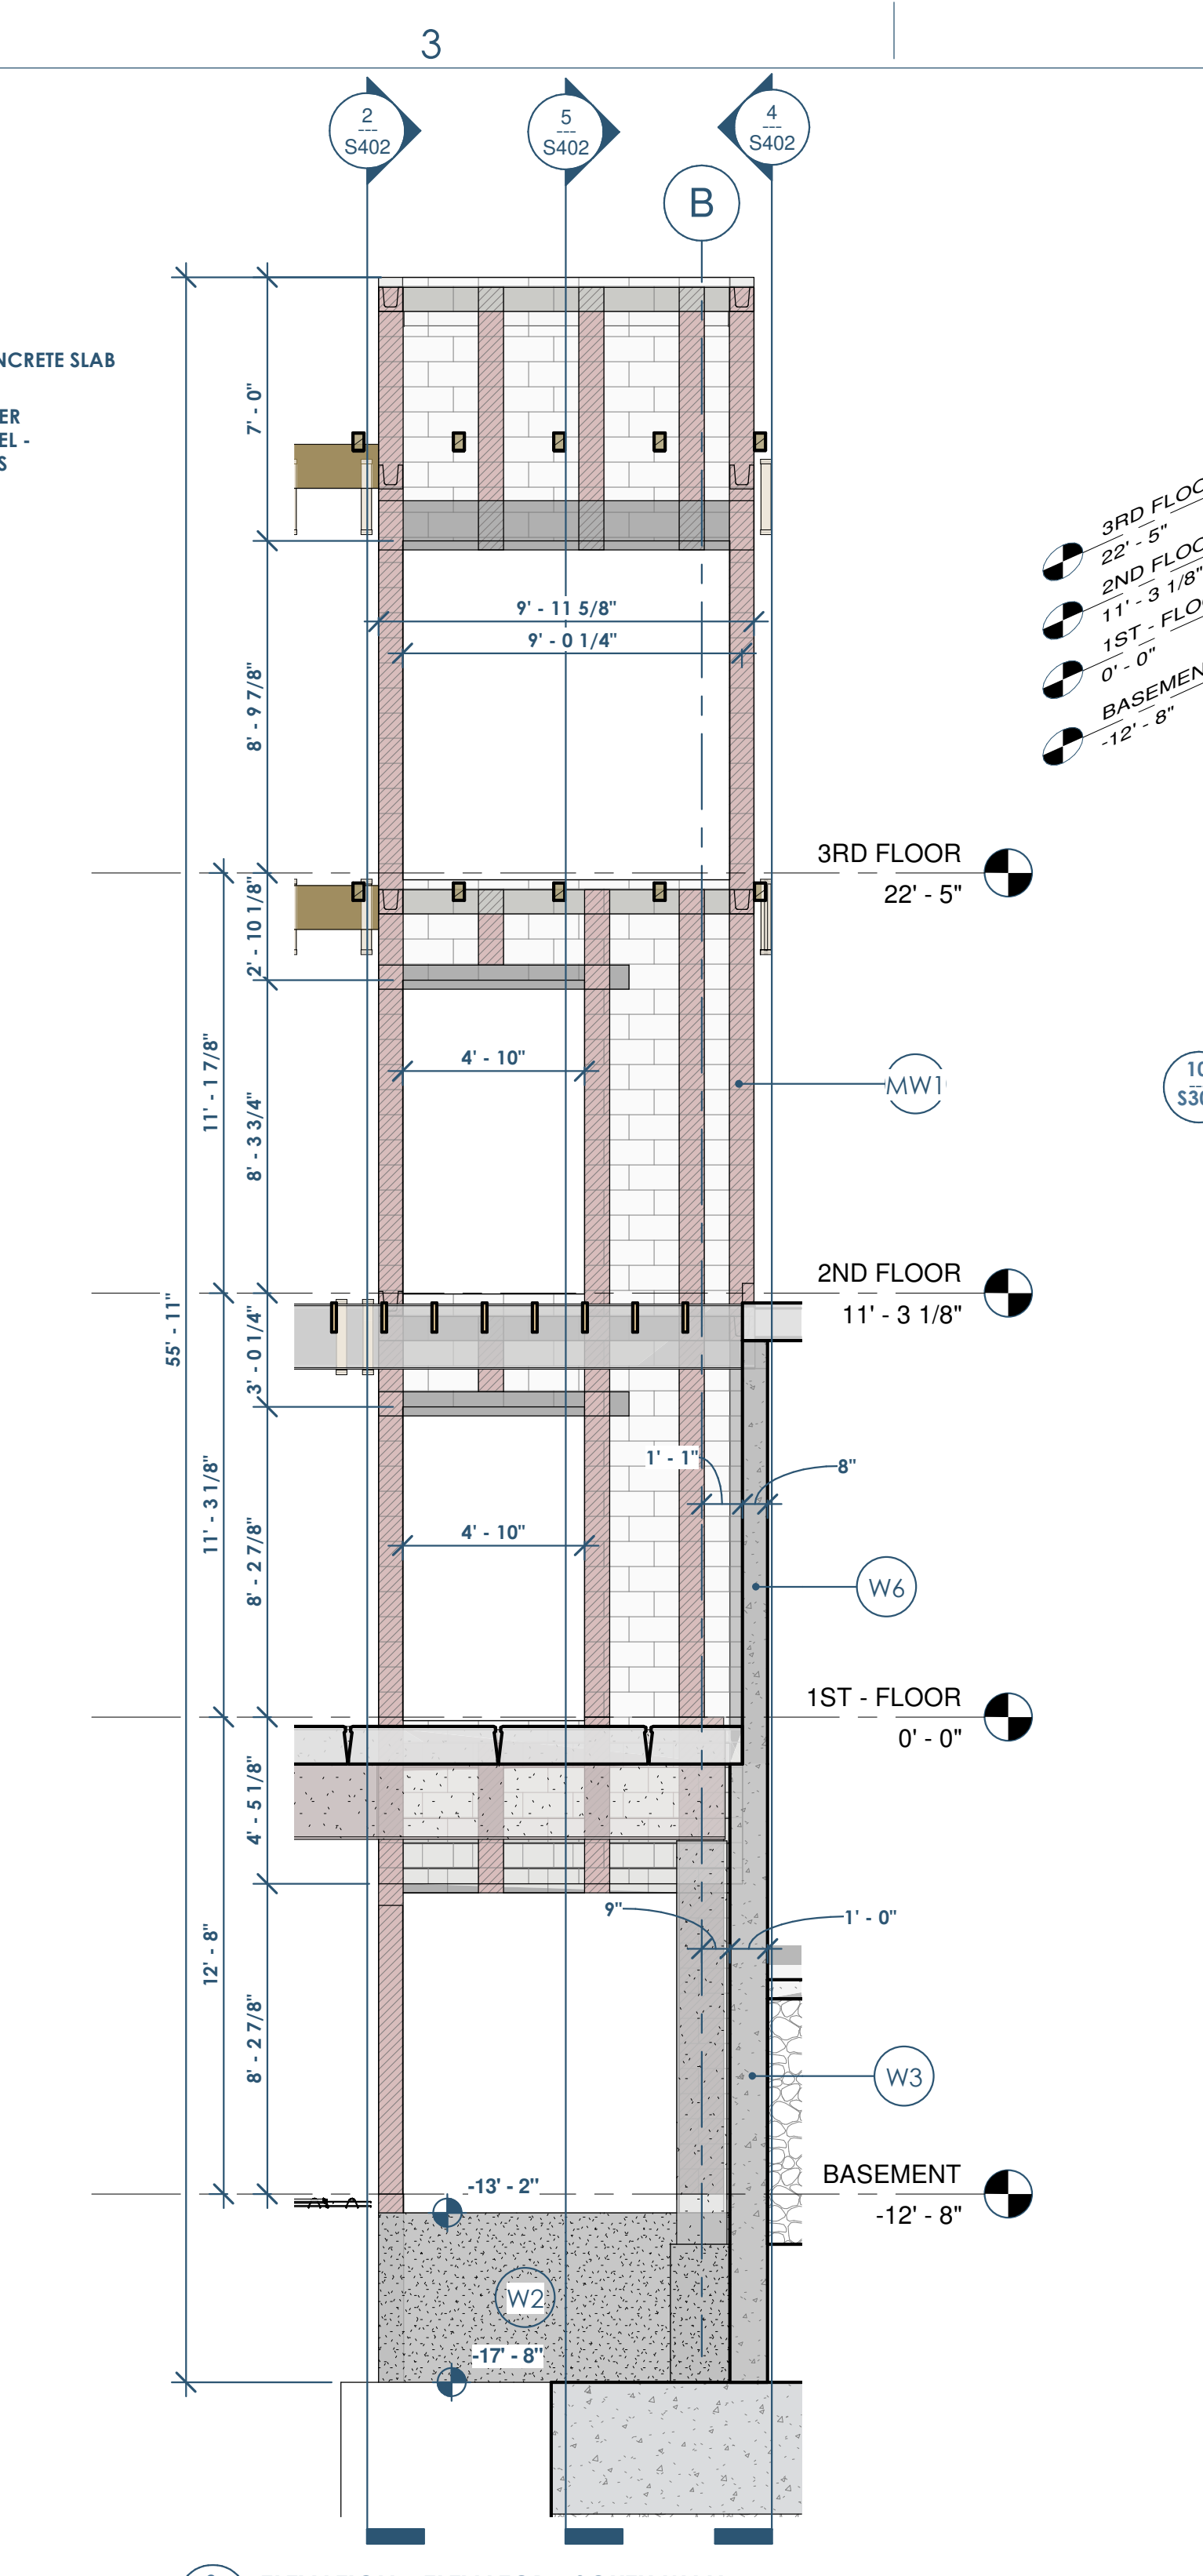 3
2
---
S402
5
---
S402
4
---
S402
B
NCRETE SLAB
ER
EL -
S
7' - 0"
9' - 11 5/8"
9' - 0 1/4"
8' - 9 7/8"
3RD FLOO
22' - 5"
2ND FLOO
11' - 3 1/8"
1ST - FLO
0' - 0"
BASEMEN
-12' - 8"
3RD FLOOR
22' - 5"
2' - 10 1/8"
4' - 10"
MW1
10
--
S30
11' - 1 7/8"
8' - 3 3/4"
2ND FLOOR
11' - 3 1/8"
55' - 11"
3' - 0 1/4"
1' - 1"
8"
4' - 10"
11' - 3 1/8"
8' - 2 7/8"
W6
1ST - FLOOR
0' - 0"
4' - 5 1/8"
9"
1' - 0"
12' - 8"
8' - 2 7/8"
W3
-13' - 2"
BASEMENT
-12' - 8"
W2
-17' - 8"